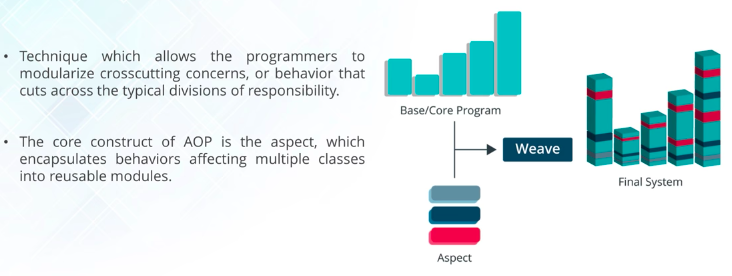 • Technique which allows the programmers to
modularize crosscutting concerns, or behavior that
cuts across the typical divisions of responsibility.
• The core construct of AOP is the aspect, which
encapsulates behaviors affecting multiple classes
into reusable modules.
Base/Core Program
Weave
Final System
Aspect